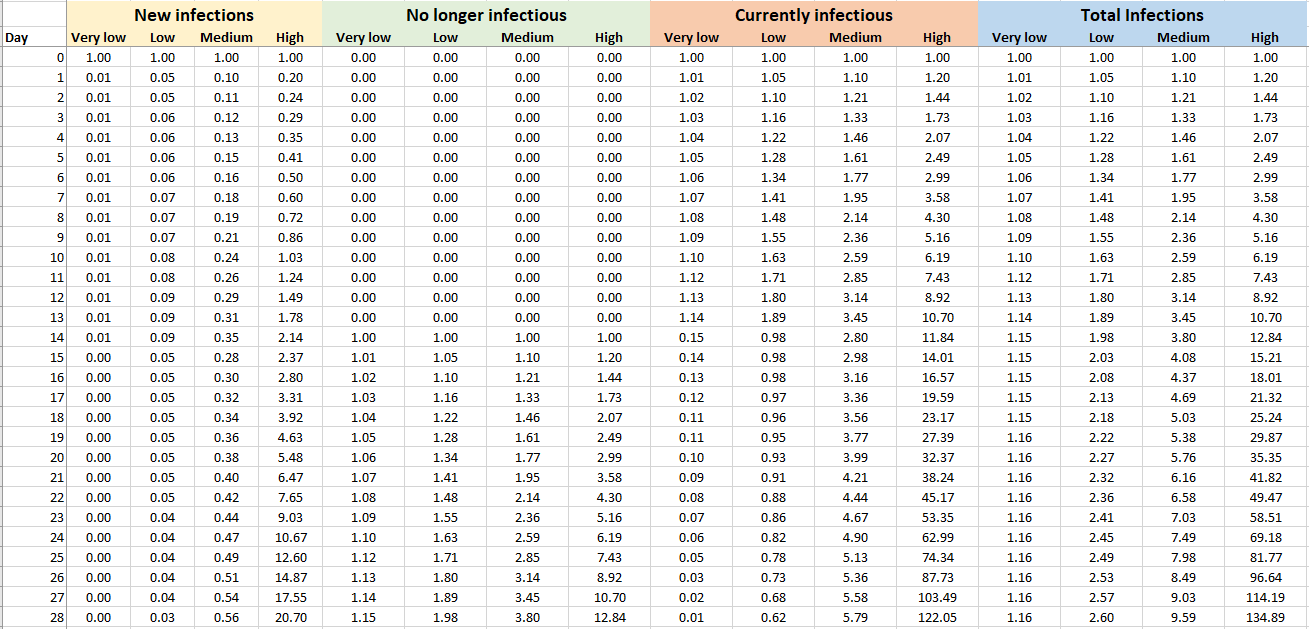 New infections No longer infectious Currently infectious Total Infections
Day Very low Low Medium High Very low Low Medium High Very low Low Medium High Very low Low Medium High
0 1.00 1.00 1.00 1.00 0.00 0.00 0.00 0.00 1.00 1.00 1.00 1.00 1.00 1.00 1.00 1.00
1 0.01 0.05 0.10 0.20 0.00 0.00 0.00 0.00 1.01 1.05 1.10 1.20 1.01 1.05 1.10 1.20
2 0.01 0.05 0.11 0.24 0.00 0.00 0.00 0.00 1.02 1.10 1.21 1.44 1.02 1.10 1.21 1.44
3 0.01 0.06 0.12 0.29 0.00 0.00 0.00 0.00 1.03 1.16 1.33 1.73 1.03 1.16 1.33 1.73
4 0.01 0.06 0.13 0.35 0.00 0.00 0.00 0.00 1.04 1.22 1.46 2.07 1.04 1.22 1.46 2.07
5 0.01 0.06 0.15 0.41 0.00 0.00 0.00 0.00 1.05 1.28 1.61 2.49 1.05 1.28 1.61 2.49
6 0.01 0.06 0.16 0.50 0.00 0.00 0.00 0.00 1.06 1.34 1.77 2.99 1.06 1.34 1.77 2.99
7 0.01 0.07 0.18 0.60 0.00 0.00 0.00 0.00 1.07 1.41 1.95 3.58 1.07 1.41 1.95 3.58
8 0.01 0.07 0.19 0.72 0.00 0.00 0.00 0.00 1.08 1.48 2.14 4.30 1.08 1.48 2.14 4.30
9 0.01 0.07 0.21 0.86 0.00 0.00 0.00 0.00 1.09 1.55 2.36 5.16 1.09 1.55 2.36 5.16
10 0.01 0.08 0.24 1.03 0.00 0.00 0.00 0.00 1.10 1.63 2.59 6.19 1.10 1.63 2.59 6.19
11 0.01 0.08 0.26 1.24 0.00 0.00 0.00 0.00 1.12 1.71 2.85 7.43 1.12 1.71 2.85 7.43
12 0.01 0.09 0.29 1.49 0.00 0.00 0.00 0.00 1.13 1.80 3.14 8.92 1.13 1.80 3.14 8.92
13 0.01 0.09 0.31 1.78 0.00 0.00 0.00 0.00 1.14 1.89 3.45 10.70 1.14 1.89 3.45 10.70
14 0.01 0.09 0.35 2.14 1.00 1.00 1.00 1.00 0.15 0.98 2.80 11.84 1.15 1.98 3.80 12.84
15 0.00 0.05 0.28 2.37 1.01 1.05 1.10 1.20 0.14 0.98 2.98 14.01 1.15 2.03 4.08 15.21
16 0.00 0.05 0.30 2.80 1.02 1.10 1.21 1.44 0.13 0.98 3.16 16.57 1.15 2.08 4.37 18.01
17 0.00 0.05 0.32 3.31 1.03 1.16 1.33 1.73 0.12 0.97 3.36 19.59 1.15 2.13 4.69 21.32
18 0.00 0.05 0.34 3.92 1.04 1.22 1.46 2.07 0.11 0.96 3.56 23.17 1.15 2.18 5.03 25.24
19 0.00 0.05 0.36 4.63 1.05 1.28 1.61 2.49 0.11 0.95 3.77 27.39 1.16 2.22 5.38 29.87
20 0.00 0.05 0.38 5.48 1.06 1.34 1.77 2.99 0.10 0.93 3.99 32.37 1.16 2.27 5.76 35.35
21 0.00 0.05 0.40 6.47 1.07 1.41 1.95 3.58 0.09 0.91 4.21 38.24 1.16 2.32 6.16 41.82
22 0.00 0.05 0.42 7.65 1.08 1.48 2.14 4.30 0.08 0.88 4.44 45.17 1.16 2.36 6.58 49.47
23 0.00 0.04 0.44 9.03 1.09 1.55 2.36 5.16 0.07 0.86 4.67 53.35 1.16 2.41 7.03 58.51
24 0.00 0.04 0.47 10.67 1.10 1.63 2.59 6.19 0.06 0.82 4.90 62.99 1.16 2.45 7.49 69.18
25 0.00 0.04 0.49 12.60 1.12 1.71 2.85 7.43 0.05 0.78 5.13 74.34 1.16 2.49 7.98 81.77
26 0.00 0.04 0.51 14.87 1.13 1.80 3.14 8.92 0.03 0.73 5.36 87.73 1.16 2.53 8.49 96.64
27 0.00 0.04 0.54 17.55 1.14 1.89 3.45 10.70 0.02 0.68 5.58 103.49 1.16 2.57 9.03 114.19
28 0.00 0.03 0.56 20.70 1.15 1.98 3.80 12.84 0.01 0.62 5.79 122.05 1.16 2.60 9.59 134.89